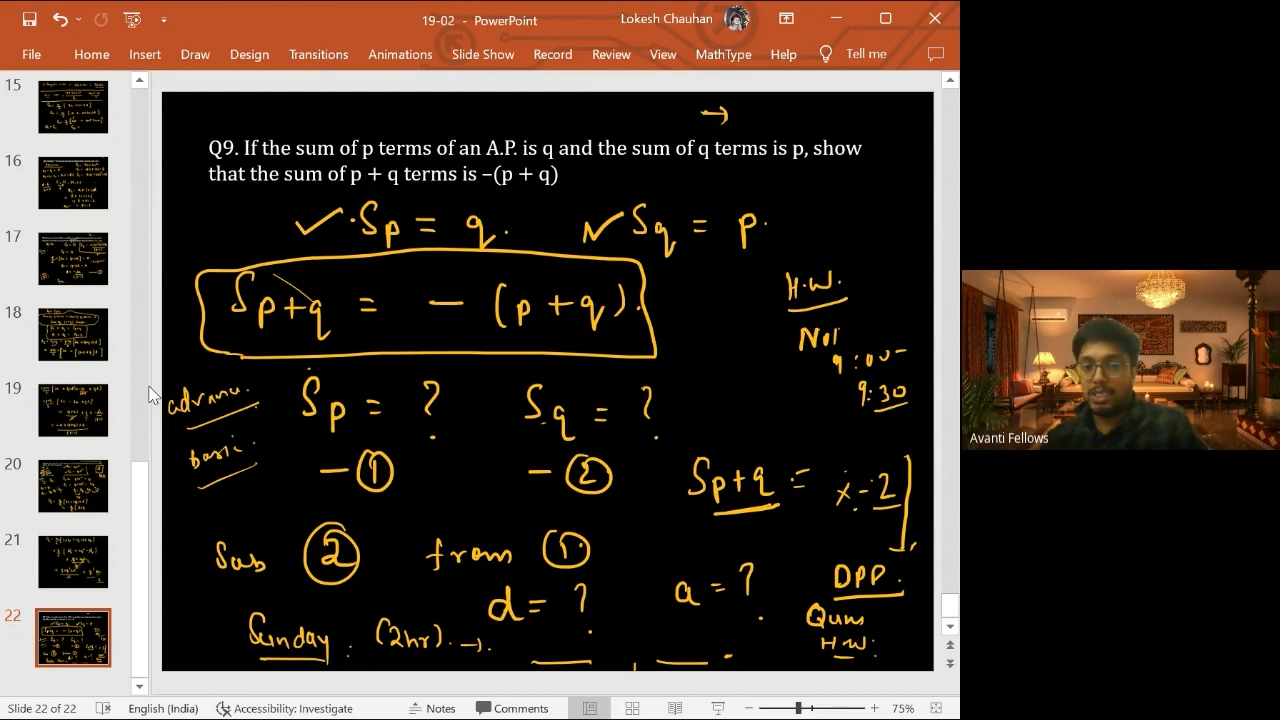 19-02 - PowerPoint
Lokesh Chauhan
File Home Insert Draw Design Transitions Animations Slide Show Record Review View MathType Help Tell me
15
16
17
18
19
20
21
22
→
Q9. If the sum of p terms of an A.P. is q and the sum of q terms is p, show
that the sum of p + q terms is –(p + q)
✓ · Sp = q. ✓ Sq = p.
Sp+q = - (p + q).
H.W.
9:00
9:30
Sp = ? Sq = ?
basic
- ① - ②
Sp+q =
Sub ② from ①
d = ? a = ?
DPP.
Sunday. (2hr). →
H.W.
Avanti Fellows
Slide 22 of 22 English (India) Accessibility: Investigate Notes Comments 75%